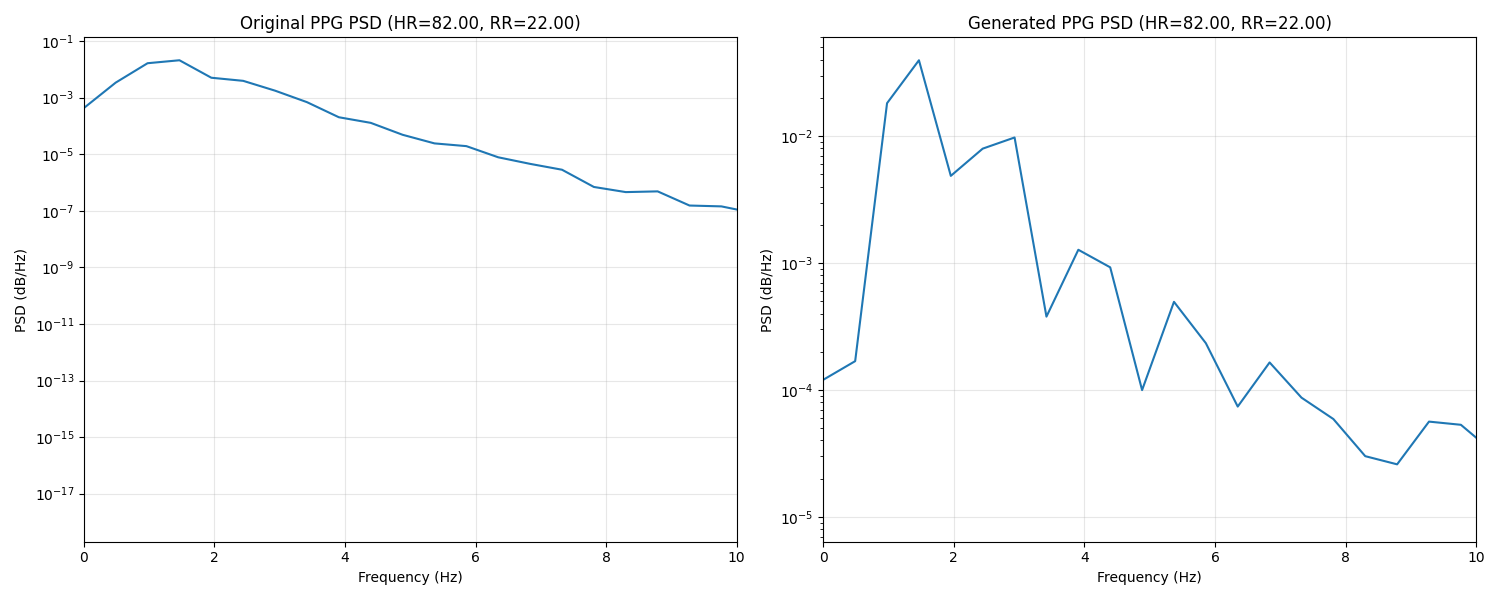 Original PPG PSD (HR=82.00, RR=22.00)
PSD (dB/Hz)
10⁻¹
10⁻³
10⁻⁵
10⁻⁷
10⁻⁹
10⁻¹¹
10⁻¹³
10⁻¹⁵
10⁻¹⁷
0 2 4 6 8 10
Frequency (Hz)
Generated PPG PSD (HR=82.00, RR=22.00)
PSD (dB/Hz)
10⁻²
10⁻³
10⁻⁴
10⁻⁵
0 2 4 6 8 10
Frequency (Hz)